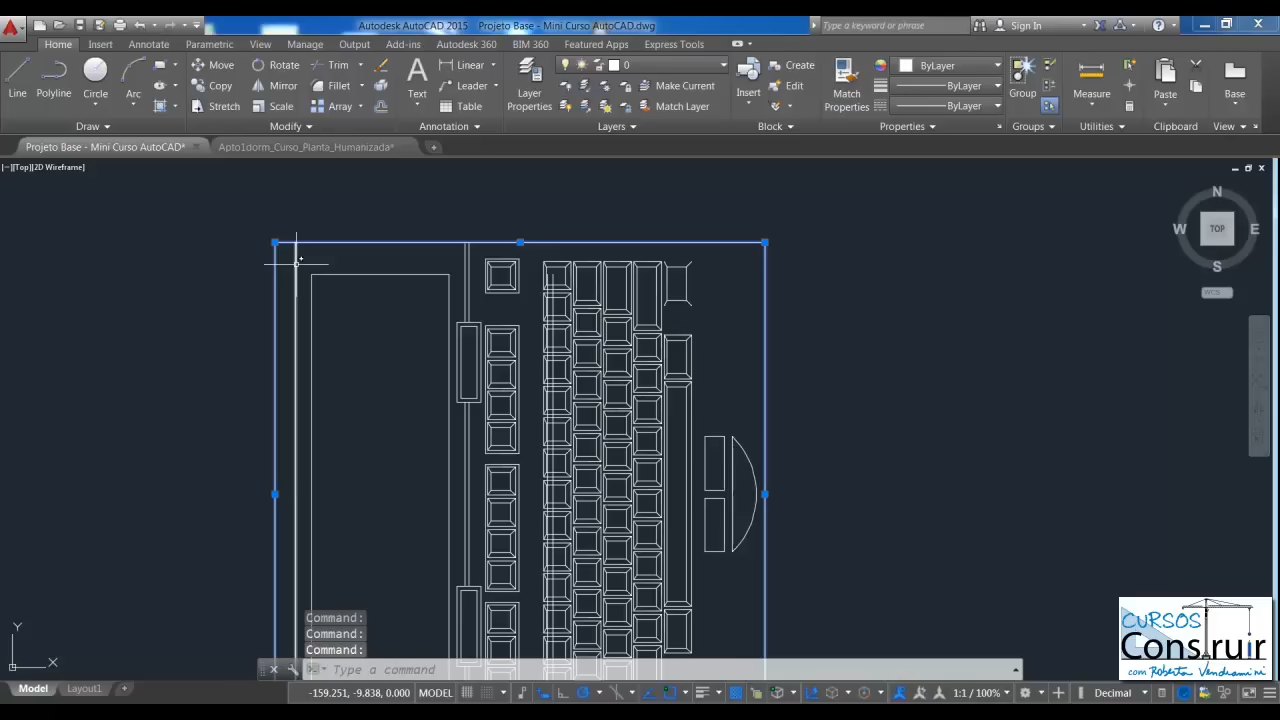 Autodesk AutoCAD 2015 Projeto Base - Mini Curso AutoCAD.dwg
Type a keyword or phrase
Sign In
Home Insert Annotate Parametric View Manage Output Add-ins Autodesk 360 BIM 360 Featured Apps Express Tools
Line Polyline Circle Arc
Move Rotate Trim
Copy Mirror Fillet
Stretch Scale Array
Text
Linear
Leader
Table
Layer Properties
0
Make Current
Match Layer
Insert
Create
Edit
Match Properties
ByLayer
ByLayer
ByLayer
Group
Measure
Paste
Base
Draw Modify Annotation Layers Block Properties Groups Utilities Clipboard View
Projeto Base - Mini Curso AutoCAD* Apto1dorm_Curso_Planta_Humanizada*
[−][Top][2D Wireframe]
N
W TOP E
S
WCS
Command:
Command:
Command:
Type a command
Y
X
CURSOS
Construir
com Roberta Vendramini
Model Layout1
-159.251, -9.838, 0.000 MODEL 1:1 / 100% Decimal